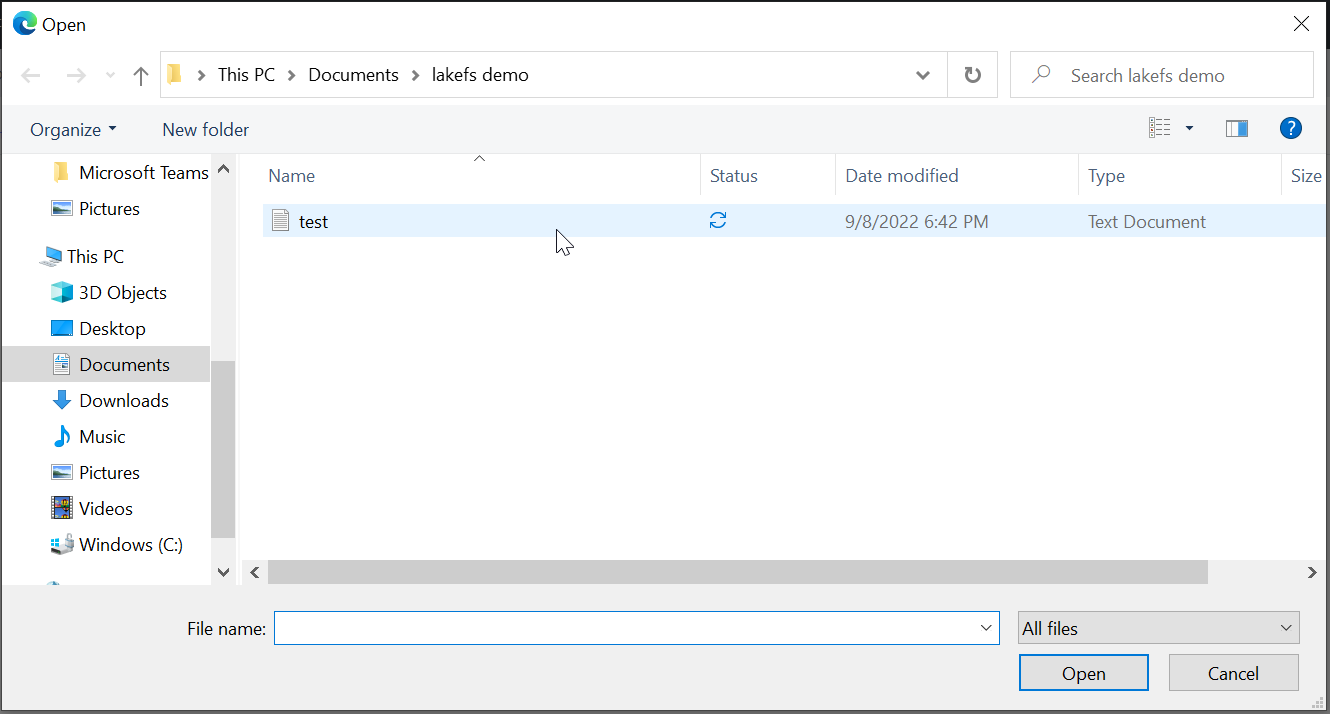 Open
This PC > Documents > lakefs demo
Search lakefs demo
Organize
New folder
?
Microsoft Teams
Pictures
This PC
3D Objects
Desktop
Documents
Downloads
Music
Pictures
Videos
Windows (C:)
Name Status Date modified Type Size
test 9/8/2022 6:42 PM Text Document
File name:
All files
Open
Cancel